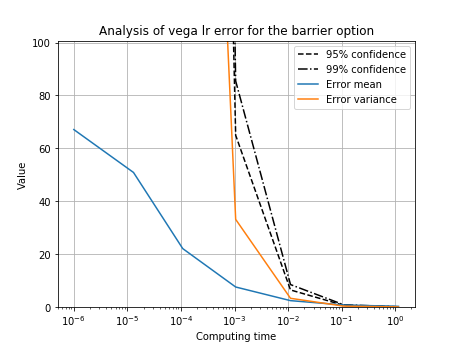 Analysis of vega lr error for the barrier option
95% confidence
99% confidence
Error mean
Error variance
Value
100
80
60
40
20
0
10⁻⁶ 10⁻⁵ 10⁻⁴ 10⁻³ 10⁻² 10⁻¹ 10⁰
Computing time